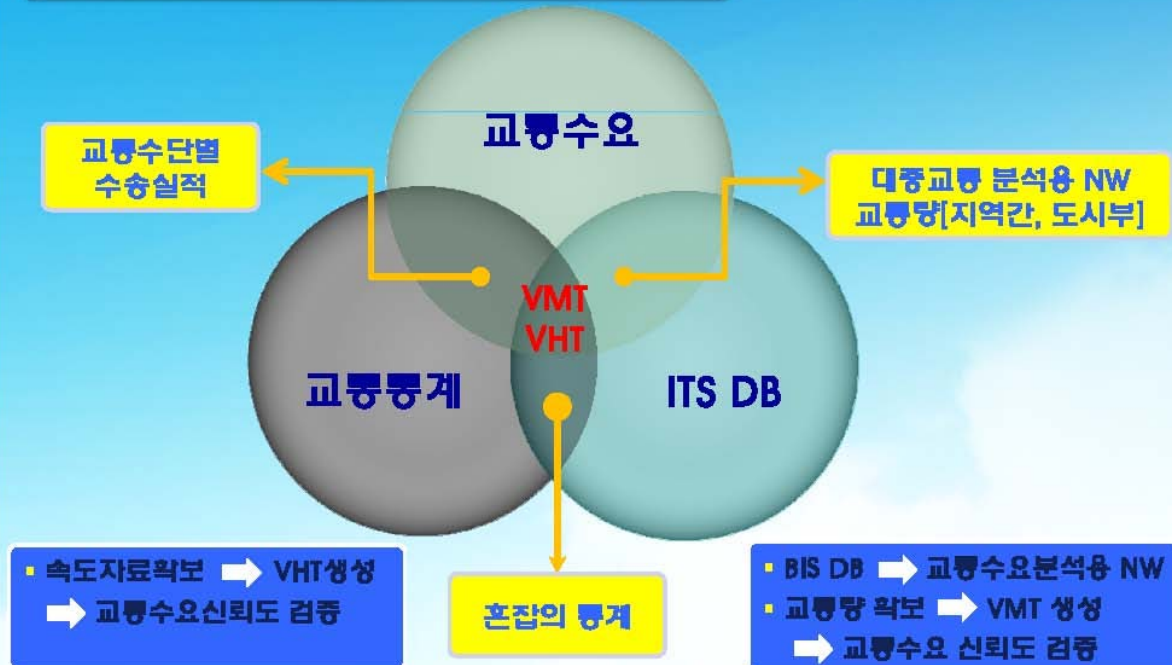 교통수요
교통수단별
수송실적
대중교통 분석용 NW
교통량[지역간, 도시부]
VMT
VHT
교통통계
ITS DB
▪ 속도자료확보 ➡ VHT생성
➡ 교통수요신뢰도 검증
혼잡의 통계
▪ BIS DB ➡ 교통수요분석용 NW
▪ 교통량 확보 ➡ VMT 생성
➡ 교통수요 신뢰도 검증